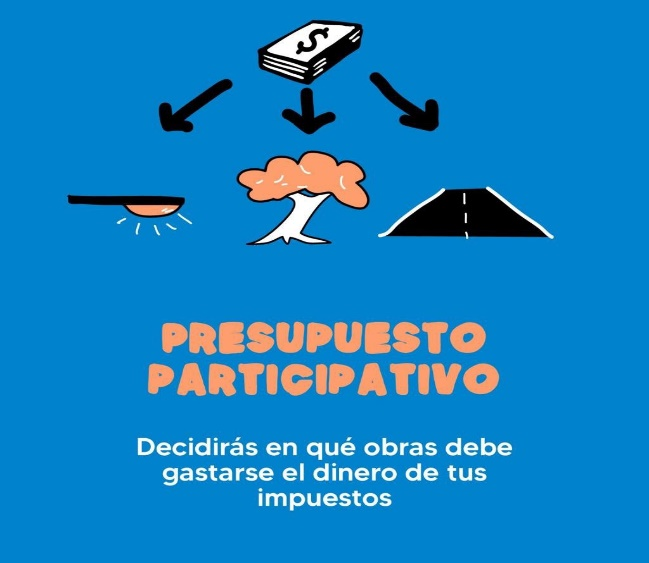 $
PRESUPUESTO
PARTICIPATIVO
Decidirás en qué obras debe
gastarse el dinero de tus
impuestos